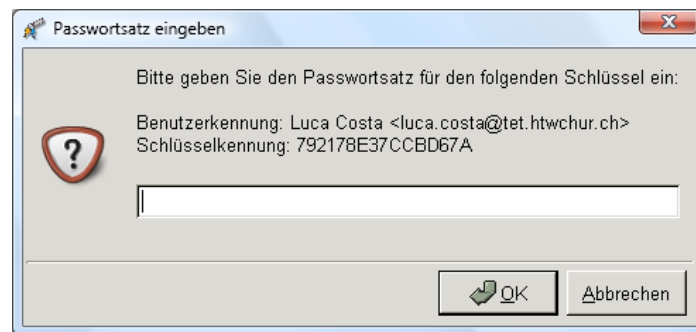 Passwortsatz eingeben
Bitte geben Sie den Passwortsatz für den folgenden Schlüssel ein:
Benutzerkennung: Luca Costa <luca.costa@tet.htwchur.ch>
Schlüsselkennung: 792178E37CCBD67A
OK
Abbrechen